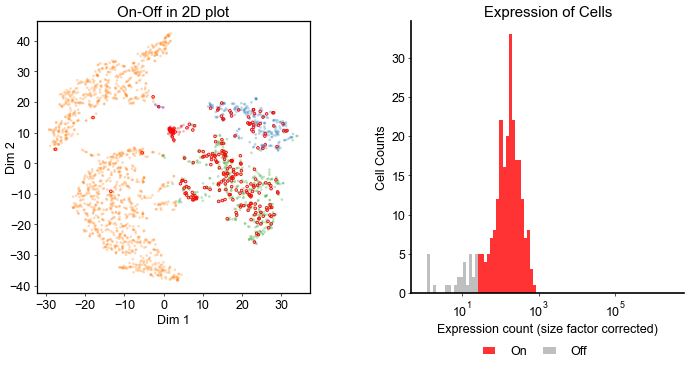 On-Off in 2D plot
Expression of Cells
40
30
20
10
0
−10
−20
−30
−40
Dim 2
−30 −20 −10 0 10 20 30
Dim 1
30
25
20
15
10
5
0
Cell Counts
10¹ 10³ 10⁵
Expression count (size factor corrected)
On Off